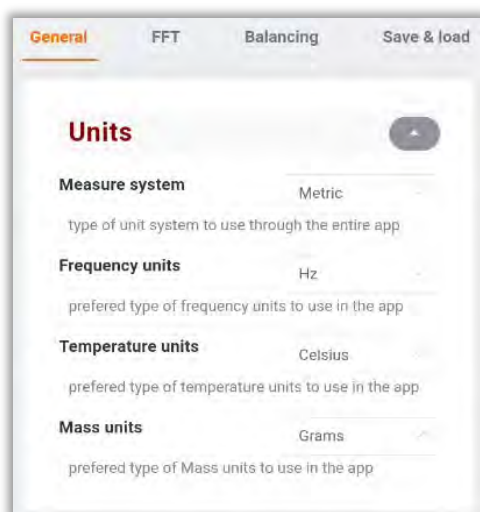 General FFT Balancing Save & load
Units
Measure system Metric
type of unit system to use through the entire app
Frequency units Hz
prefered type of frequency units to use in the app
Temperature units Celsius
prefered type of temperature units to use in the app
Mass units Grams
prefered type of Mass units to use in the app